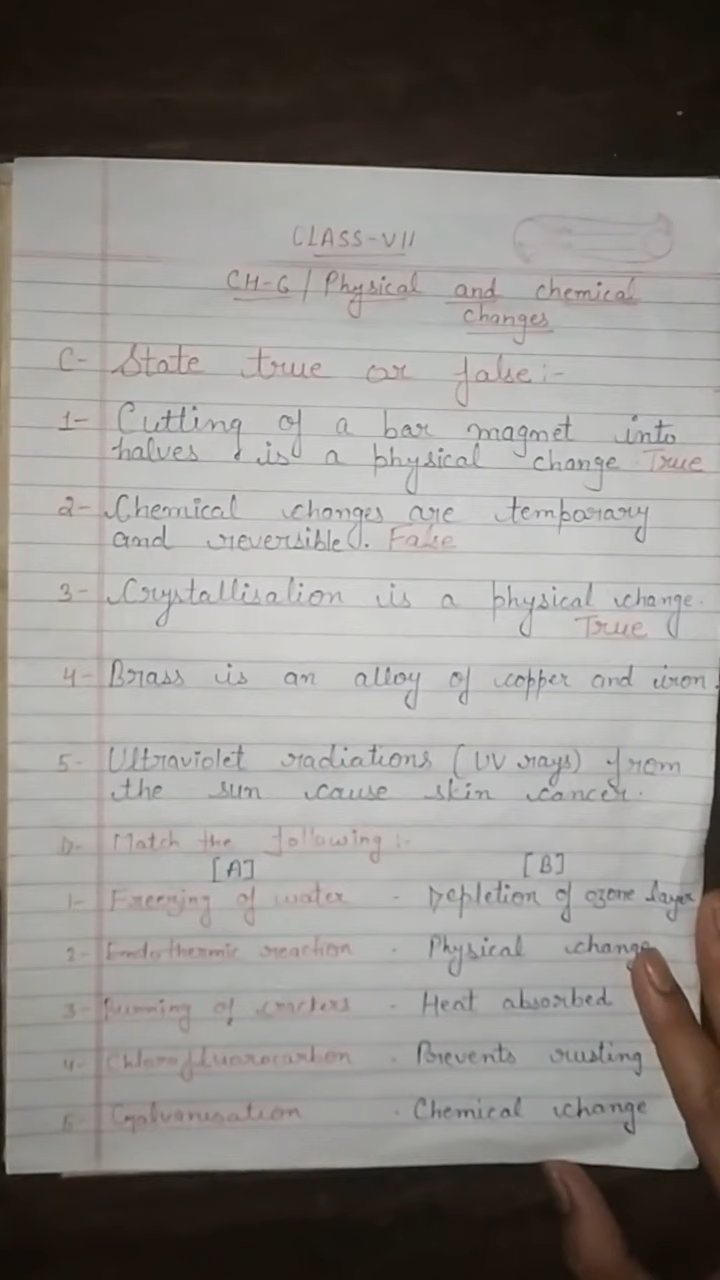 CLASS-VII
CH-6 / Physical and chemical
changes
C- State true or false:-
1- Cutting of a bar magnet into
halves is a physical change. True
2- Chemical changes are temporary
and reversible. False
3- Crystallisation is a physical change.
True
4- Brass is an alloy of copper and iron.
5- Ultraviolet radiations (UV rays) from
the sun cause skin cancer.
D- Match the following:-
[A] [B]
1- Freezing of water - Depletion of ozone layer
2- Endothermic reaction - Physical change
3- Burning of crackers - Heat absorbed
4- Chlorofluorocarbon - Prevents rusting
5- Galvanisation - Chemical change